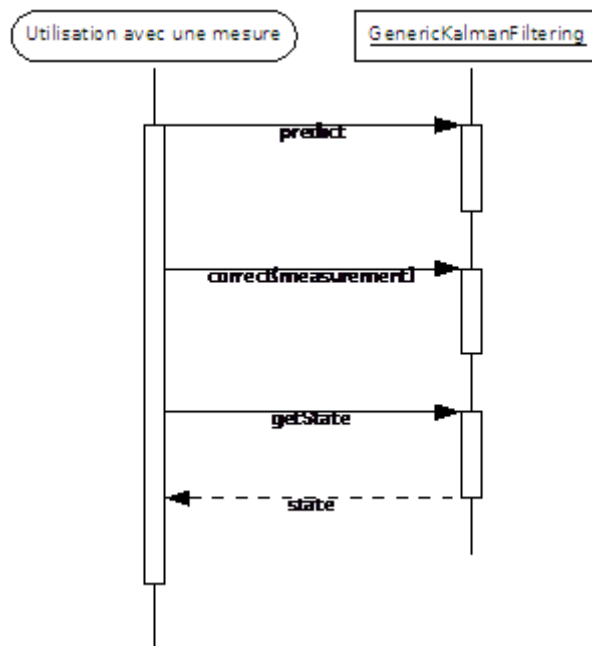 Utilisation avec une mesure
GenericKalmanFiltering
predict
correct(measurement)
getState
state